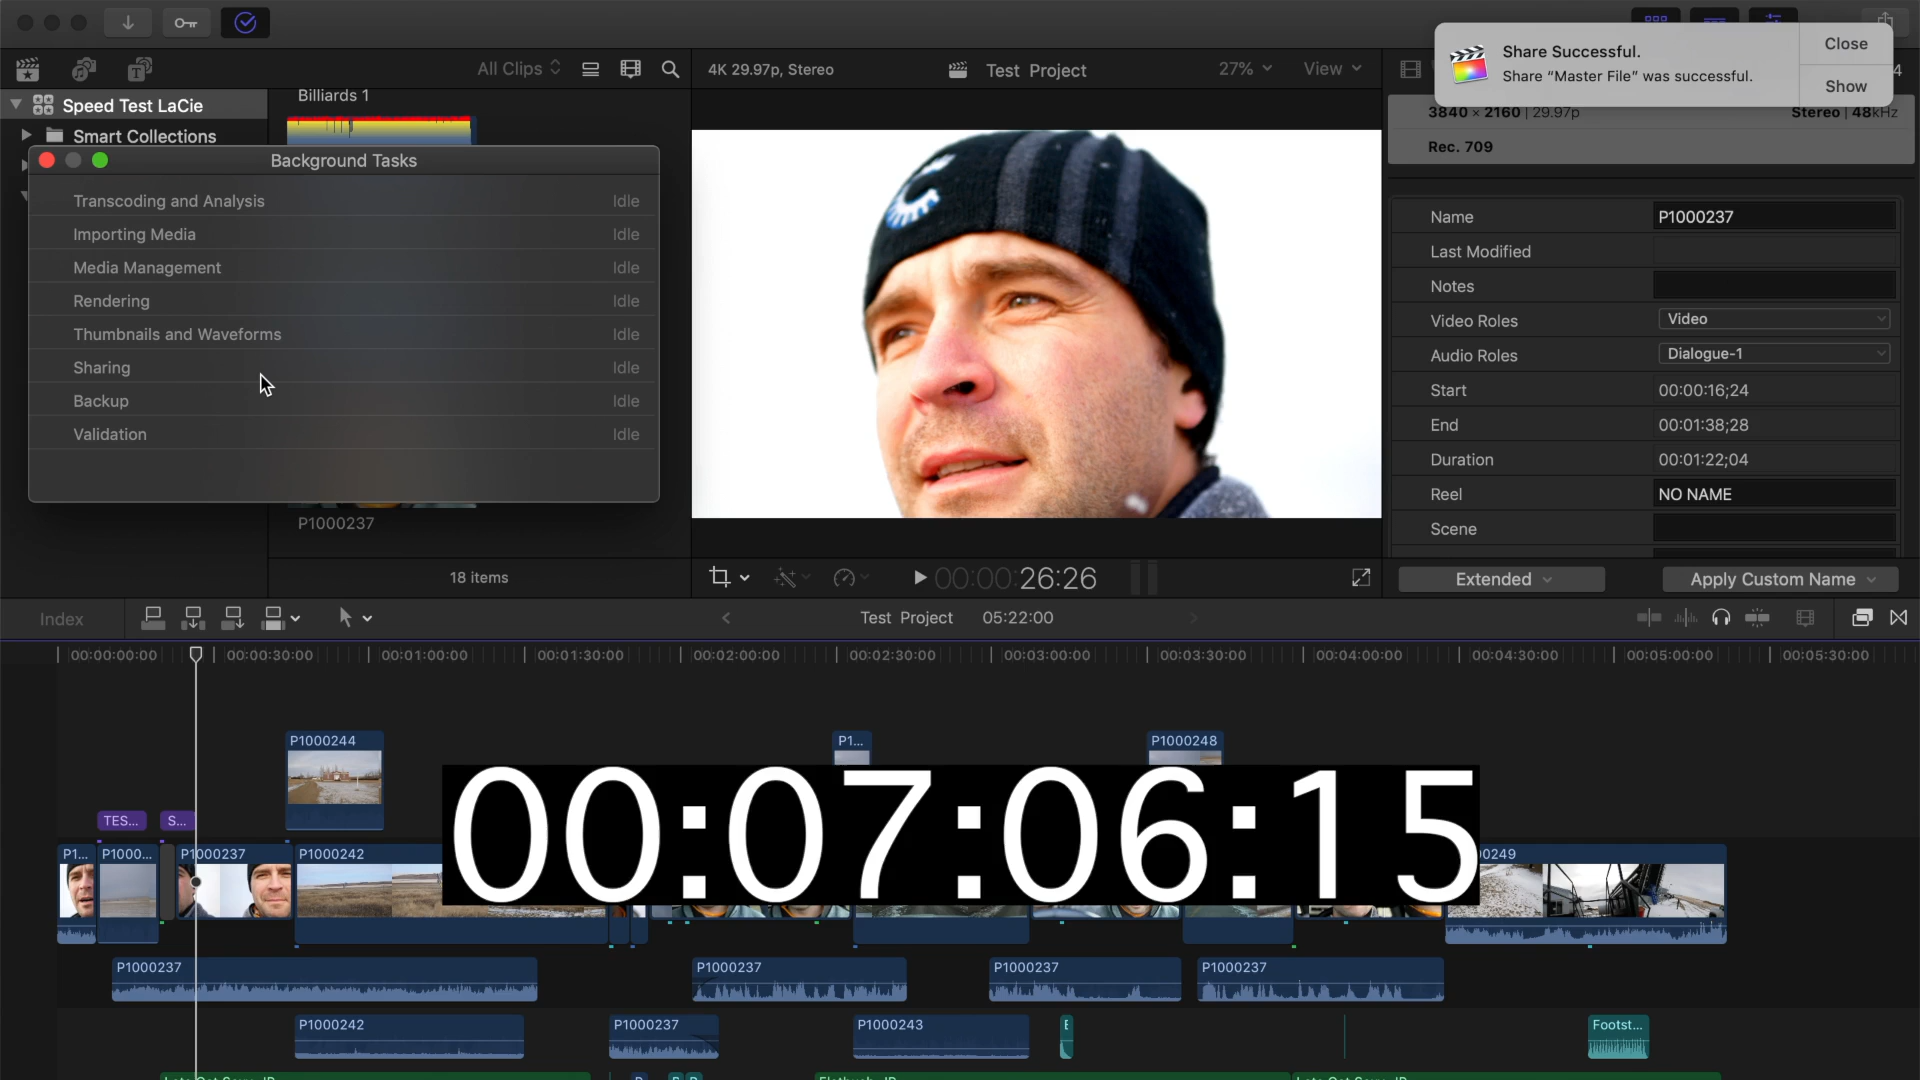 All Clips
4K 29.97p, Stereo
Test Project
27%
View
Share Successful.
Share “Master File” was successful.
Close
Show
4
Speed Test LaCie
Smart Collections
Billiards 1
3840 × 2160 | 29.97p
Stereo | 48kHz
Rec. 709
Background Tasks
Transcoding and Analysis Idle
Importing Media Idle
Media Management Idle
Rendering Idle
Thumbnails and Waveforms Idle
Sharing Idle
Backup Idle
Validation Idle
P1000237
18 items
00:00:26:26
Name P1000237
Last Modified
Notes
Video Roles Video
Audio Roles Dialogue-1
Start 00:00:16;24
End 00:01:38;28
Duration 00:01:22;04
Reel NO NAME
Scene
Extended
Apply Custom Name
Index
Test Project 05:22:00
00:00:00:00 00:00:30:00 00:01:00:00 00:01:30:00 00:02:00:00 00:02:30:00 00:03:00:00 00:03:30:00 00:04:00:00 00:04:30:00 00:05:00:00 00:05:30:00
P1000244 P1... P1000248
00:07:06:15
TES... S...
P1... P1000... P1000237 P1000242 00249
P1000237 P1000237 P1000237 P1000237
P1000242 P1000237 P1000243 Footst...